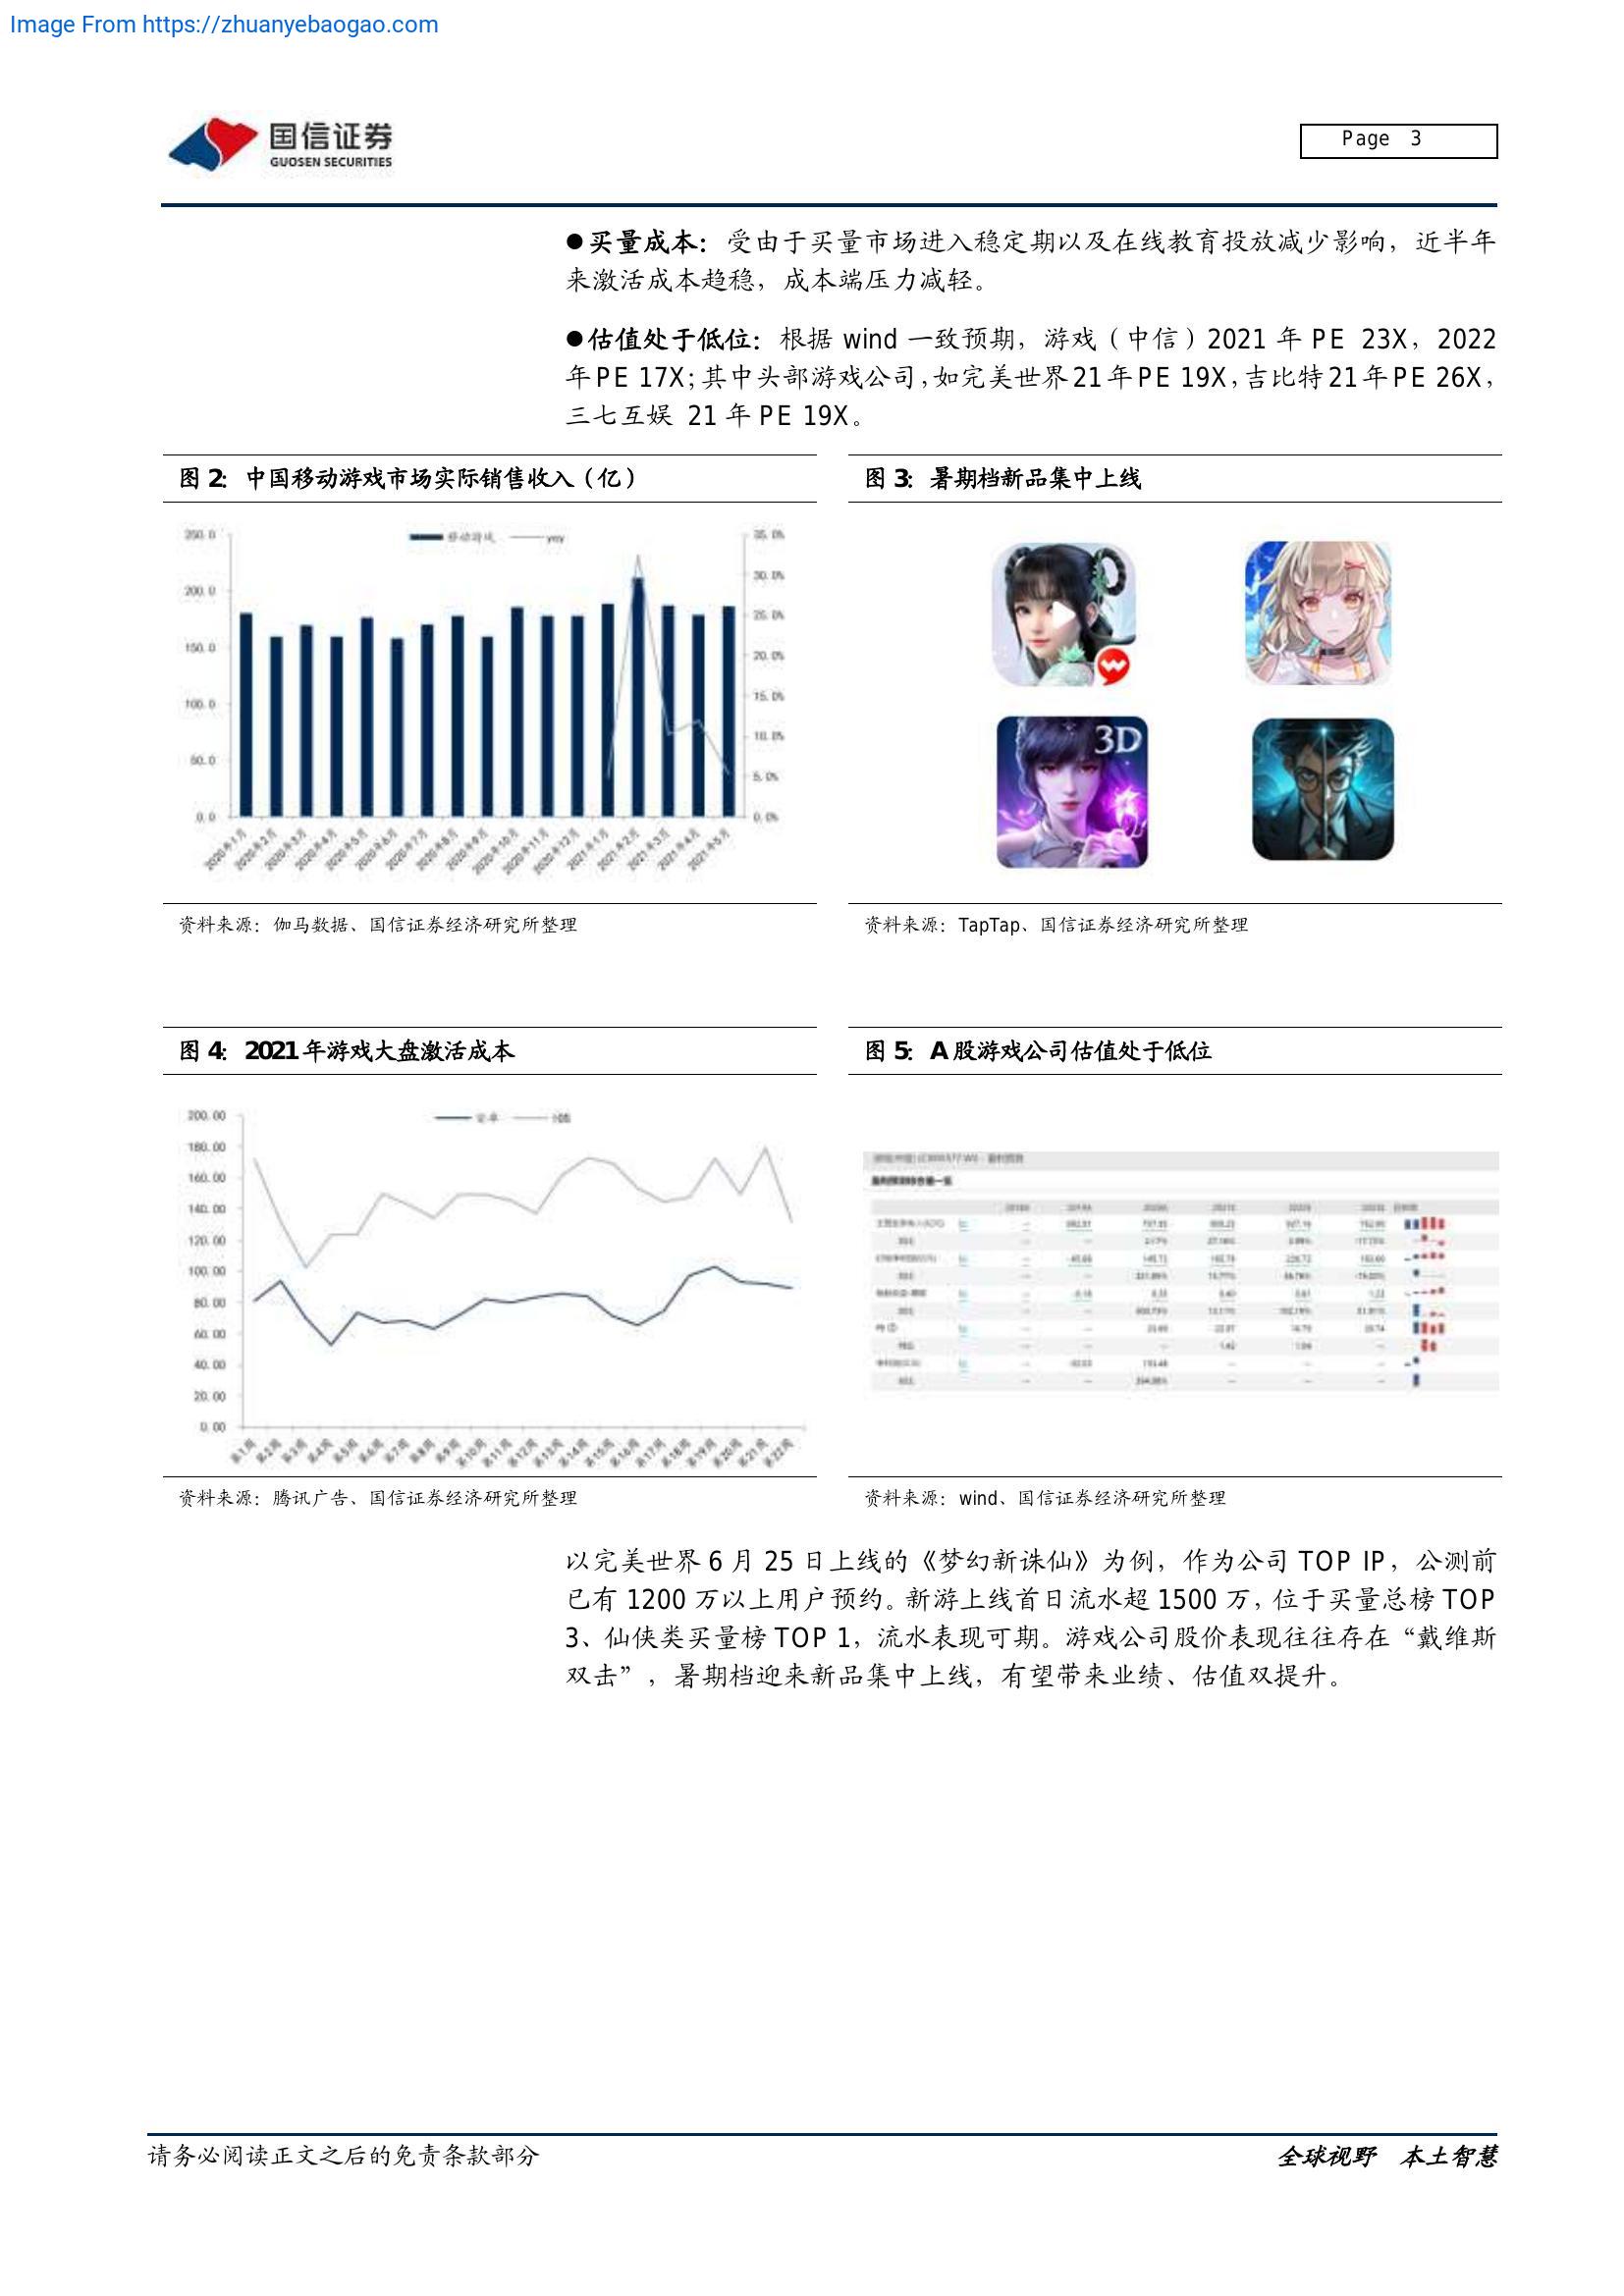 Image From https://zhuanyebaogao.com
国信证券
GUOSEN SECURITIES
Page 3
●买量成本：受由于买量市场进入稳定期以及在线教育投放减少影响，近半年
来激活成本趋稳，成本端压力减轻。
●估值处于低位：根据 wind 一致预期，游戏（中信）2021 年 PE 23X，2022
年 PE 17X；其中头部游戏公司，如完美世界 21 年 PE 19X，吉比特 21 年 PE 26X，
三七互娱 21 年 PE 19X。
图 2：中国移动游戏市场实际销售收入（亿）
图 3：暑期档新品集中上线
移动游戏 yoy
250.0
200.0
150.0
100.0
50.0
0.0
35.0%
30.0%
25.0%
20.0%
15.0%
10.0%
5.0%
0.0%
2020年1月
2020年2月
2020年3月
2020年4月
2020年5月
2020年6月
2020年7月
2020年8月
2020年9月
2020年10月
2020年11月
2020年12月
2021年1月
2021年2月
2021年3月
2021年4月
2021年5月
3D
资料来源：伽马数据、国信证券经济研究所整理
资料来源：TapTap、国信证券经济研究所整理
图 4：2021 年游戏大盘激活成本
图 5：A 股游戏公司估值处于低位
安卓 iOS
200.00
180.00
160.00
140.00
120.00
100.00
80.00
60.00
40.00
20.00
0.00
第1周
第2周
第3周
第4周
第5周
第6周
第7周
第8周
第9周
第10周
第11周
第12周
第13周
第14周
第15周
第16周
第17周
第18周
第19周
第20周
第21周
第22周
资料来源：腾讯广告、国信证券经济研究所整理
资料来源：wind、国信证券经济研究所整理
以完美世界 6 月 25 日上线的《梦幻新诛仙》为例，作为公司 TOP IP，公测前
已有 1200 万以上用户预约。新游上线首日流水超 1500 万，位于买量总榜 TOP
3、仙侠类买量榜 TOP 1，流水表现可期。游戏公司股价表现往往存在“戴维斯
双击”，暑期档迎来新品集中上线，有望带来业绩、估值双提升。
请务必阅读正文之后的免责条款部分
全球视野 本土智慧